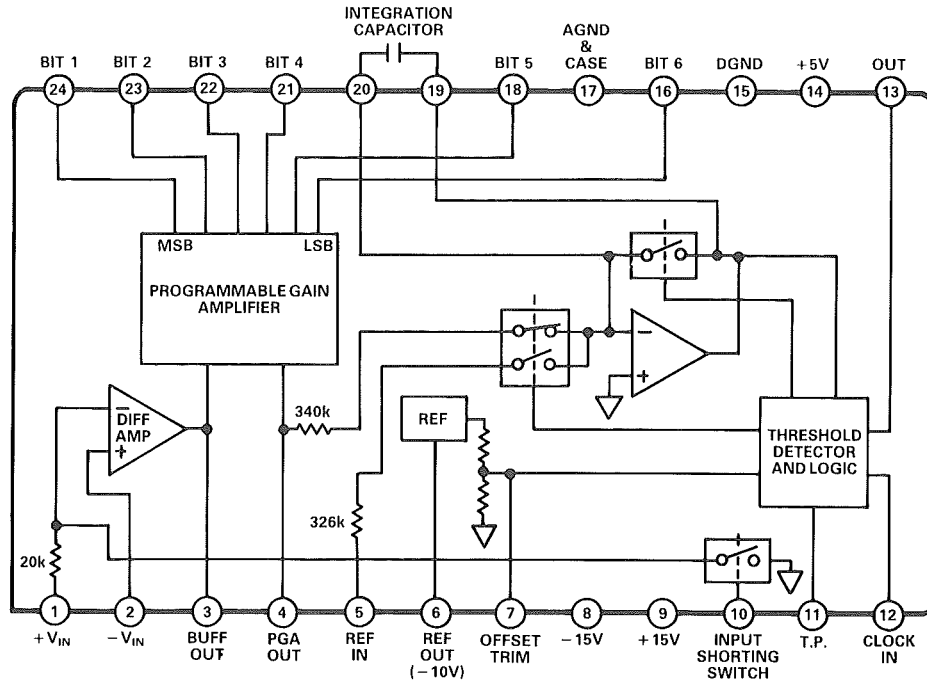 INTEGRATION
CAPACITOR
AGND
&
CASE
BIT 1 BIT 2 BIT 3 BIT 4 BIT 5 BIT 6 DGND +5V OUT
24 23 22 21 20 19 18 17 16 15 14 13
MSB LSB
PROGRAMMABLE GAIN
AMPLIFIER
−
+
340k
−
DIFF
AMP
+
REF
THRESHOLD
DETECTOR
AND LOGIC
326k
20k
1 2 3 4 5 6 7 8 9 10 11 12
+VIN −VIN BUFF OUT PGA OUT REF IN REF OUT (−10V) OFFSET TRIM −15V +15V INPUT SHORTING SWITCH T.P. CLOCK IN